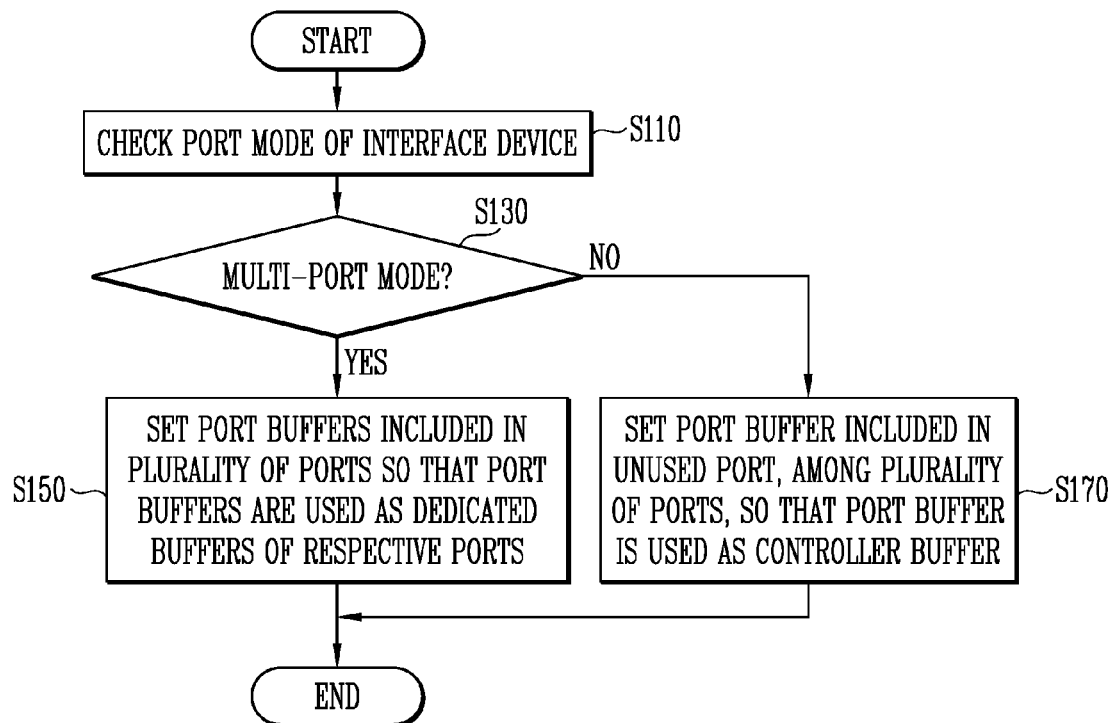 START
CHECK PORT MODE OF INTERFACE DEVICE
S110
S130
MULTI-PORT MODE?
NO
YES
SET PORT BUFFERS INCLUDED IN
PLURALITY OF PORTS SO THAT PORT
BUFFERS ARE USED AS DEDICATED
BUFFERS OF RESPECTIVE PORTS
S150
SET PORT BUFFER INCLUDED IN
UNUSED PORT, AMONG PLURALITY
OF PORTS, SO THAT PORT BUFFER
IS USED AS CONTROLLER BUFFER
S170
END